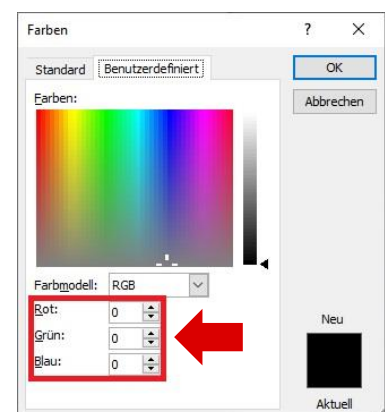 Farben ?
Standard Benutzerdefiniert OK
Farben: Abbrechen
Farbmodell: RGB
Rot: 0
Grün: 0
Blau: 0
Neu
Aktuell